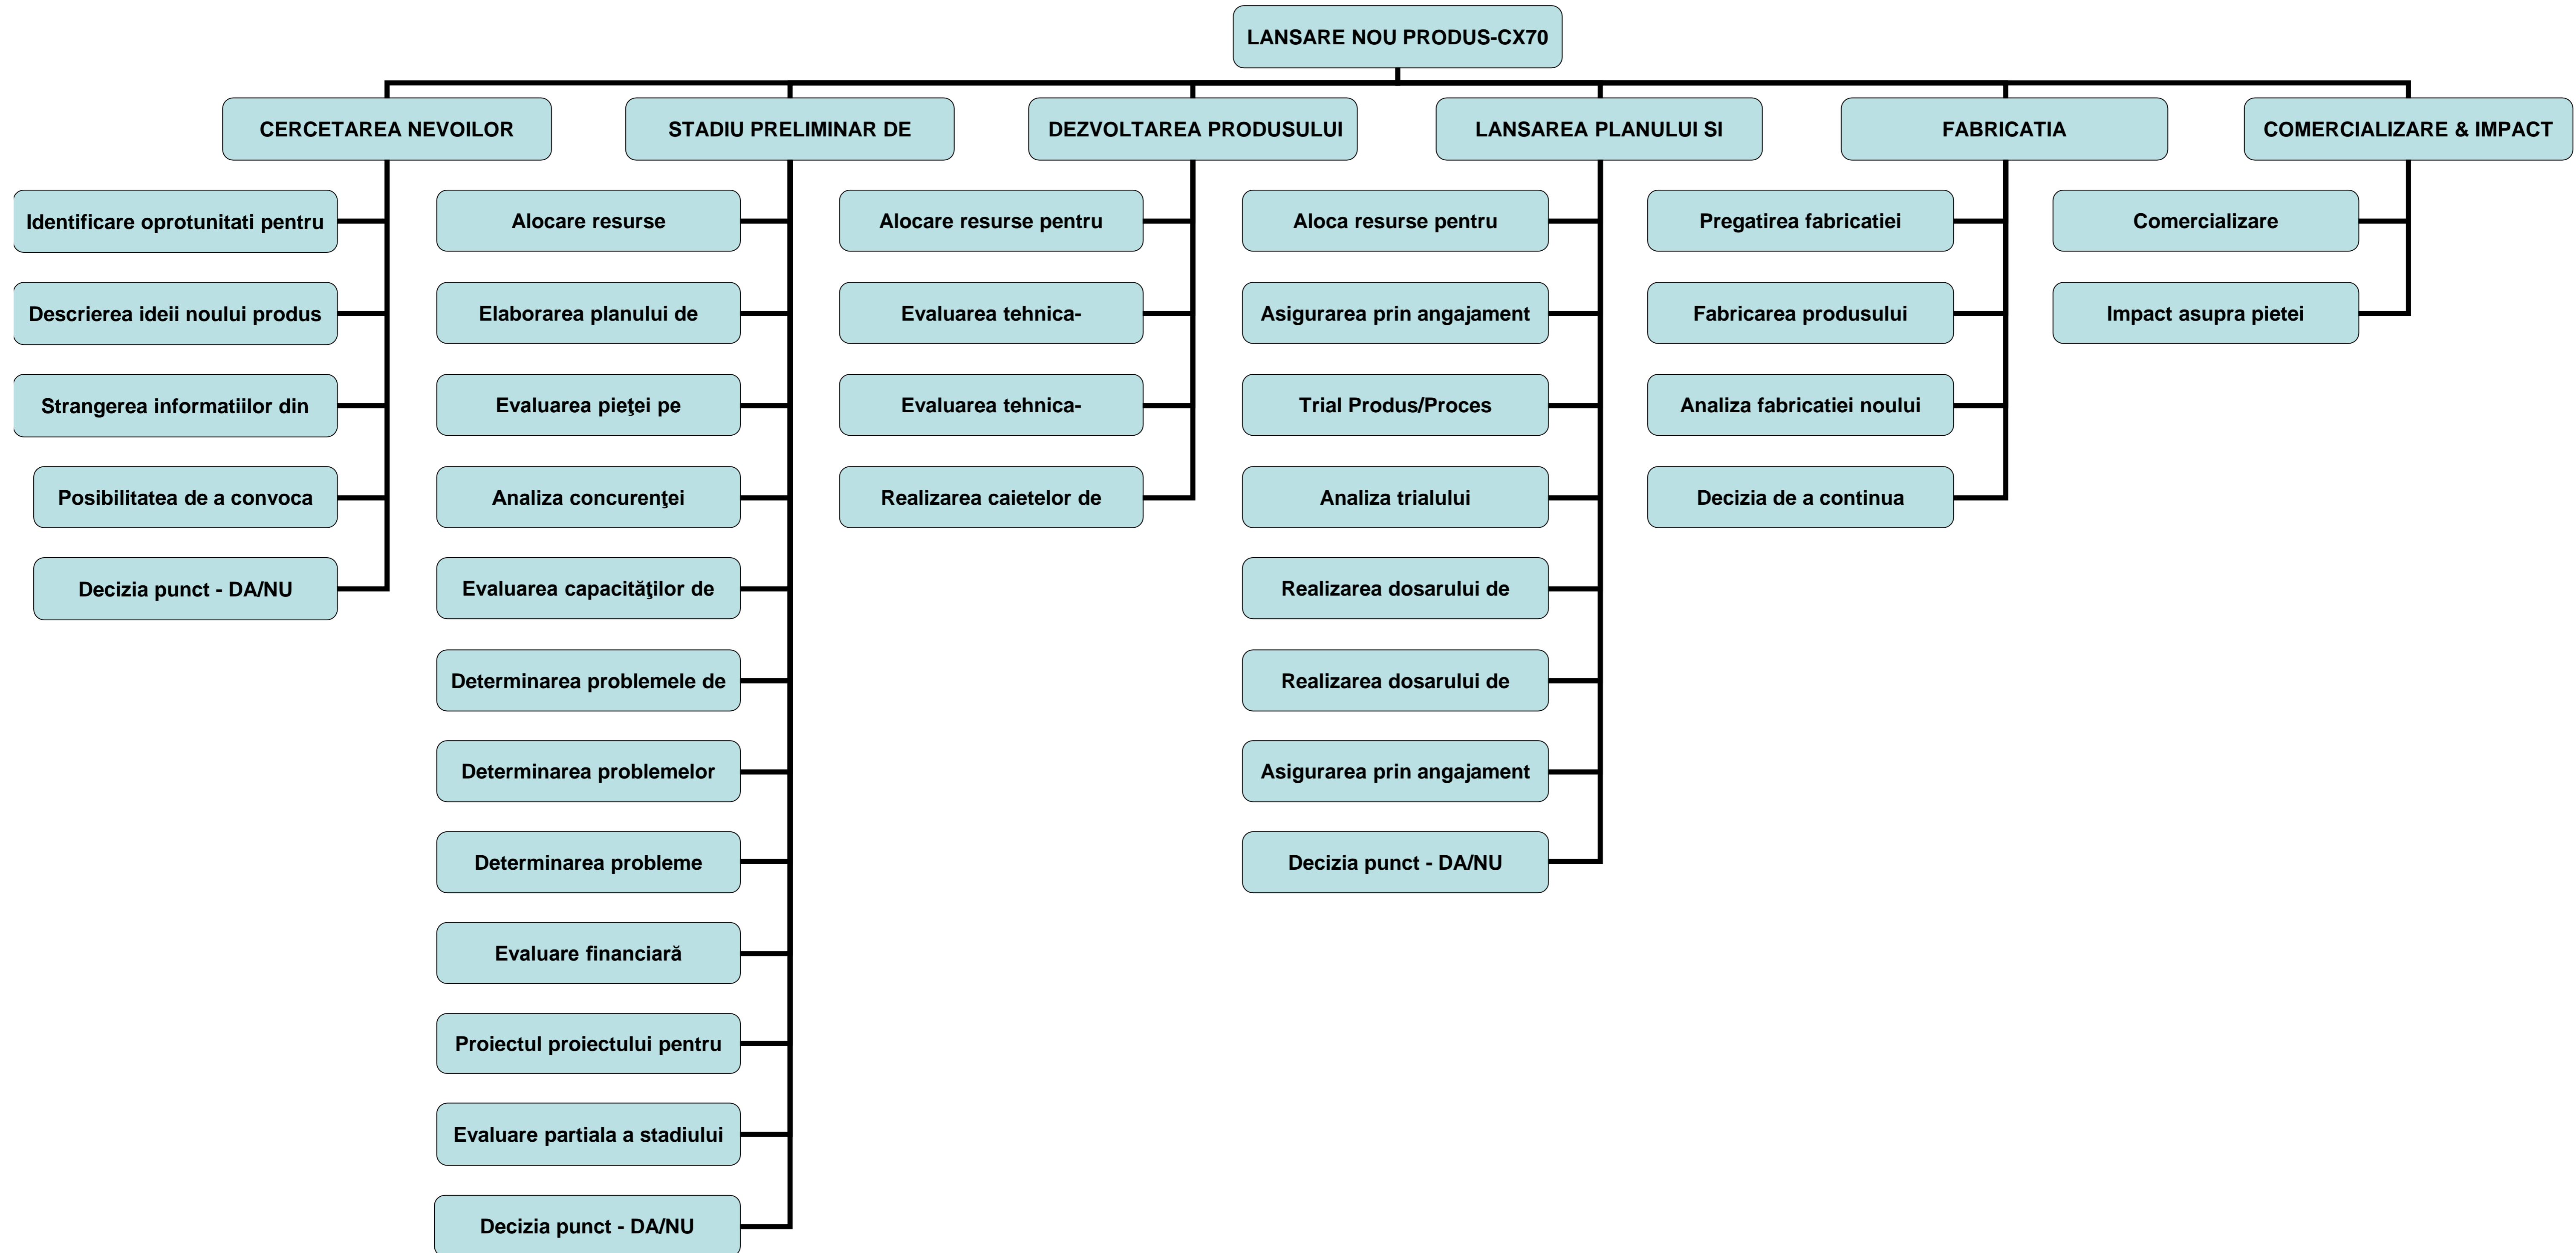 LANSARE NOU PRODUS-CX70
CERCETAREA NEVOILOR
Identificare oprotunitati pentru
Descrierea ideii noului produs
Strangerea informatiilor din
Posibilitatea de a convoca
Decizia punct - DA/NU
STADIU PRELIMINAR DE
Alocare resurse
Elaborarea planului de
Evaluarea pieţei pe
Analiza concurenţei
Evaluarea capacităţilor de
Determinarea problemele de
Determinarea problemelor
Determinarea probleme
Evaluare financiară
Proiectul proiectului pentru
Evaluare partiala a stadiului
Decizia punct - DA/NU
DEZVOLTAREA PRODUSULUI
Alocare resurse pentru
Evaluarea tehnica-
Evaluarea tehnica-
Realizarea caietelor de
LANSAREA PLANULUI SI
Aloca resurse pentru
Asigurarea prin angajament
Trial Produs/Proces
Analiza trialului
Realizarea dosarului de
Realizarea dosarului de
Asigurarea prin angajament
Decizia punct - DA/NU
FABRICATIA
Pregatirea fabricatiei
Fabricarea produsului
Analiza fabricatiei noului
Decizia de a continua
COMERCIALIZARE & IMPACT
Comercializare
Impact asupra pietei